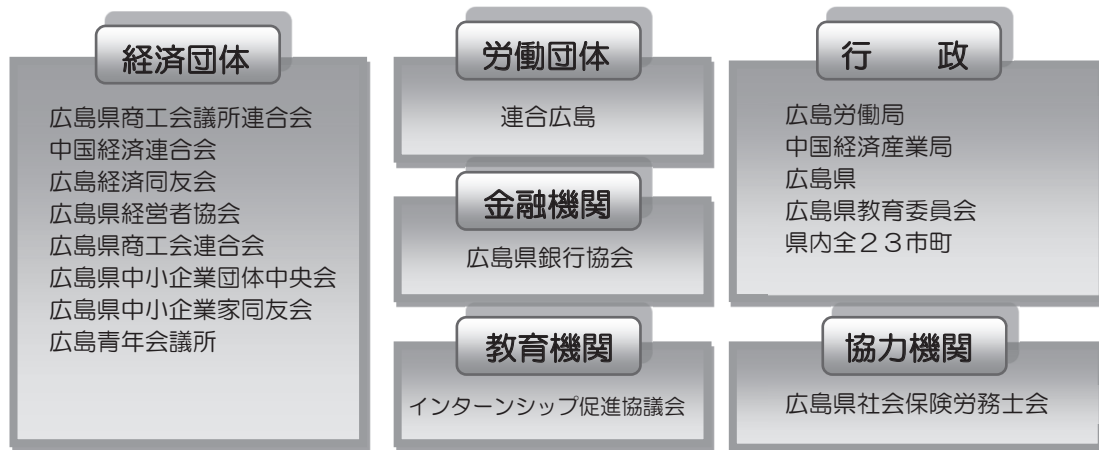 経済団体
広島県商工会議所連合会
中国経済連合会
広島経済同友会
広島県経営者協会
広島県商工会連合会
広島県中小企業団体中央会
広島県中小企業家同友会
広島青年会議所
労働団体
連合広島
金融機関
広島県銀行協会
教育機関
インターンシップ促進協議会
行　　政
広島労働局
中国経済産業局
広島県
広島県教育委員会
県内全２３市町
協力機関
広島県社会保険労務士会